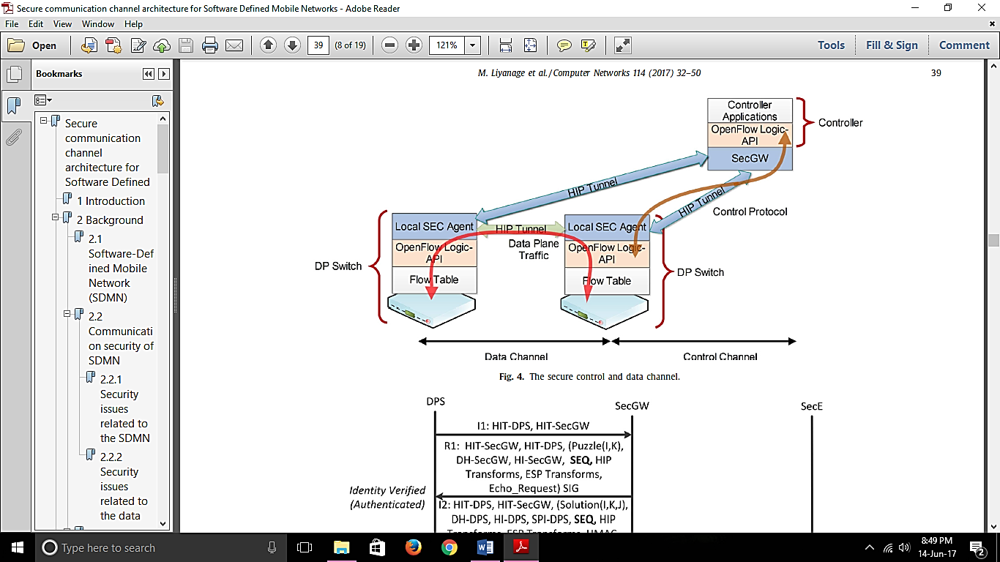 Secure communication channel architecture for Software Defined Mobile Networks - Adobe Reader
File Edit View Window Help
Open
39 (8 of 19)
121%
Tools Fill & Sign Comment
Bookmarks
Secure
communication
channel
architecture for
Software Defined
1 Introduction
2 Background
2.1
Software-Def
ined Mobile
Network
(SDMN)
2.2
Communicati
on security of
SDMN
2.2.1
Security
issues
related to
the SDMN
2.2.2
Security
issues
related to
the data
M. Liyanage et al. / Computer Networks 114 (2017) 32–50
39
Controller
Applications
OpenFlow Logic-
API
SecGW
Controller
HIP Tunnel
HIP Tunnel
Control Protocol
Local SEC Agent
OpenFlow Logic-
API
Flow Table
DP Switch
HIP Tunnel
Data Plane
Traffic
Local SEC Agent
OpenFlow Logic-
API
Flow Table
DP Switch
Data Channel
Control Channel
Fig. 4. The secure control and data channel.
DPS
SecGW
SecE
I1: HIT-DPS, HIT-SecGW
R1: HIT-SecGW, HIT-DPS, (Puzzle(I,K),
DH-SecGW, HI-SecGW, SEQ, HIP
Transforms, ESP Transforms,
Echo_Request) SIG
Identity Verified
(Authenticated)
I2: HIT-DPS, HIT-SecGW, (Solution(I,K,J),
DH-DPS, HI-DPS, SPI-DPS, SEQ, HIP
Type here to search
8:49 PM
14-Jun-17
2